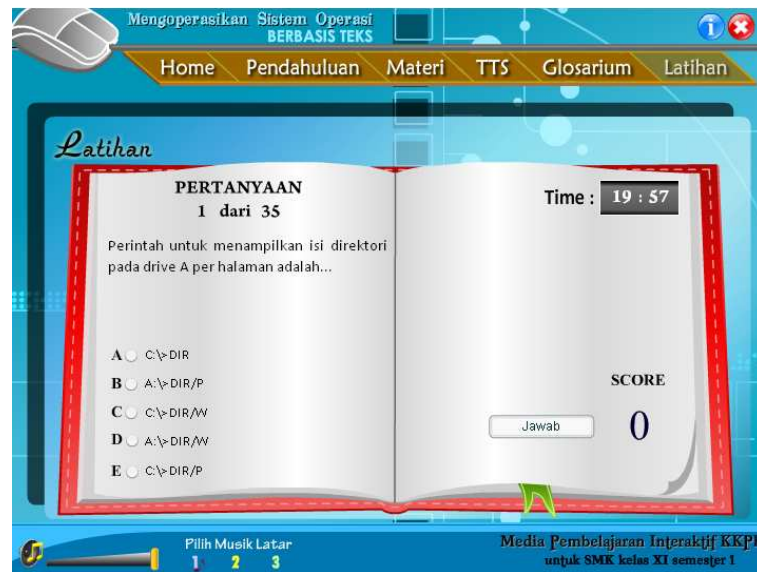 Mengoperasikan Sistem Operasi
BERBASIS TEKS
Home Pendahuluan Materi TTS Glosarium Latihan
Latihan
PERTANYAAN
1 dari 35
Time : 19 : 57
Perintah untuk menampilkan isi direktori
pada drive A per halaman adalah...
A C:\>DIR
B A:\>DIR/P
C C:\>DIR/W
D A:\>DIR/W
E C:\>DIR/P
SCORE
Jawab 0
Pilih Musik Latar
1 2 3
Media Pembelajaran Interaktif KKPI
untuk SMK kelas XI semester 1